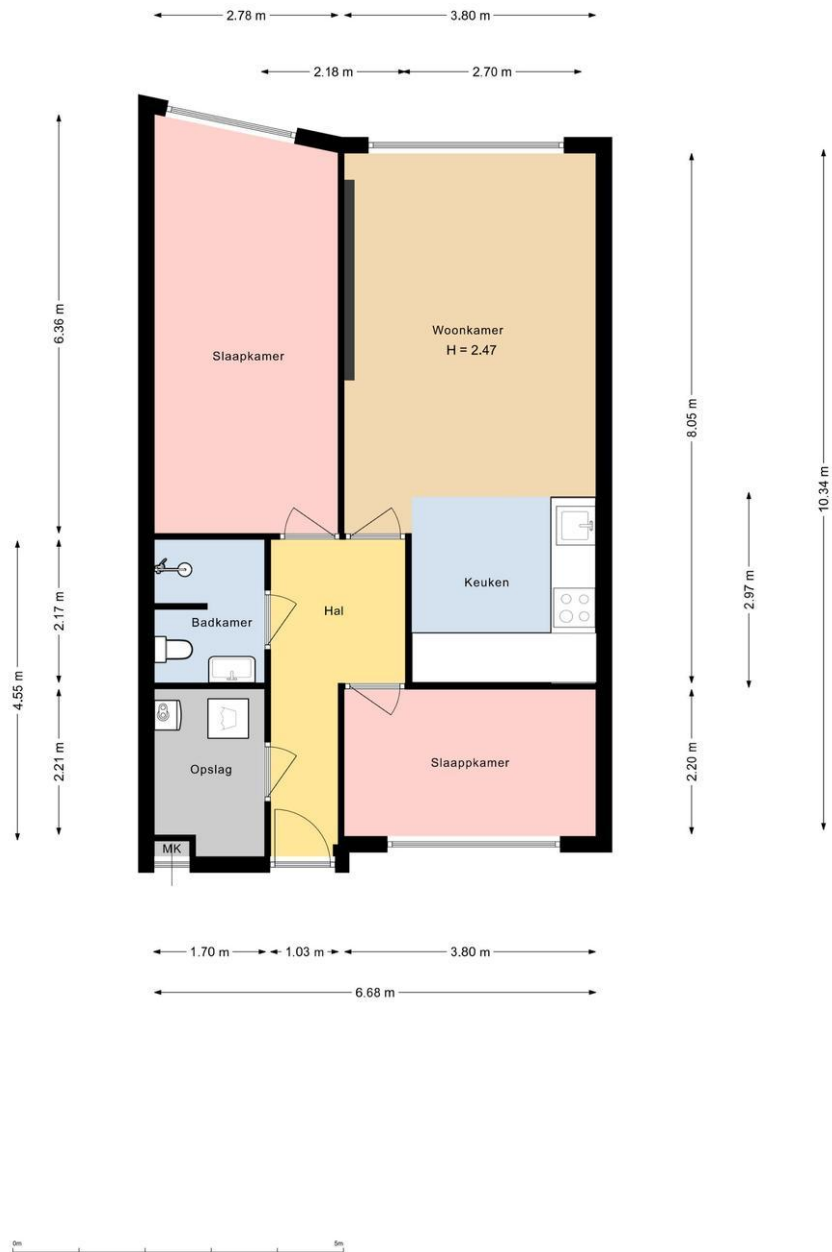 2.78 m
3.80 m
2.18 m
2.70 m
6.36 m
8.05 m
10.34 m
Woonkamer
H = 2.47
Slaapkamer
2.97 m
Keuken
Hal
2.17 m
Badkamer
4.55 m
2.21 m
2.20 m
Opslag
Slaappkamer
MK
1.70 m
1.03 m
3.80 m
6.68 m
0m
5m